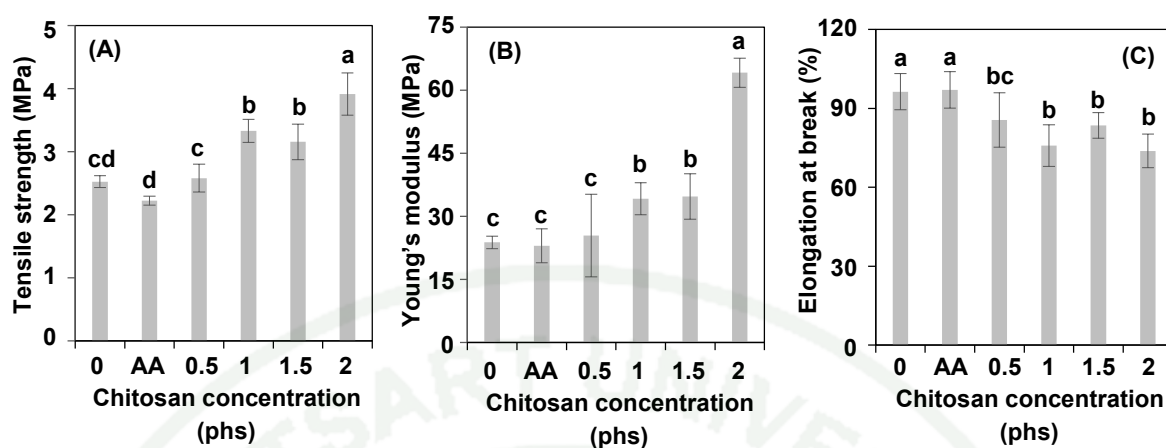 (A)
Tensile strength (MPa)
5
4
3
2
1
0
cd
d
c
b
b
a
0 AA 0.5 1 1.5 2
Chitosan concentration
(phs)
(B)
Young's modulus (MPa)
75
60
45
30
15
0
c
c
c
b
b
a
0 AA 0.5 1 1.5 2
Chitosan concentration
(phs)
(C)
Elongation at break (%)
120
90
60
30
0
a
a
bc
b
b
b
0 AA 0.5 1 1.5 2
Chitosan concentration
(phs)
ESART UNIVE